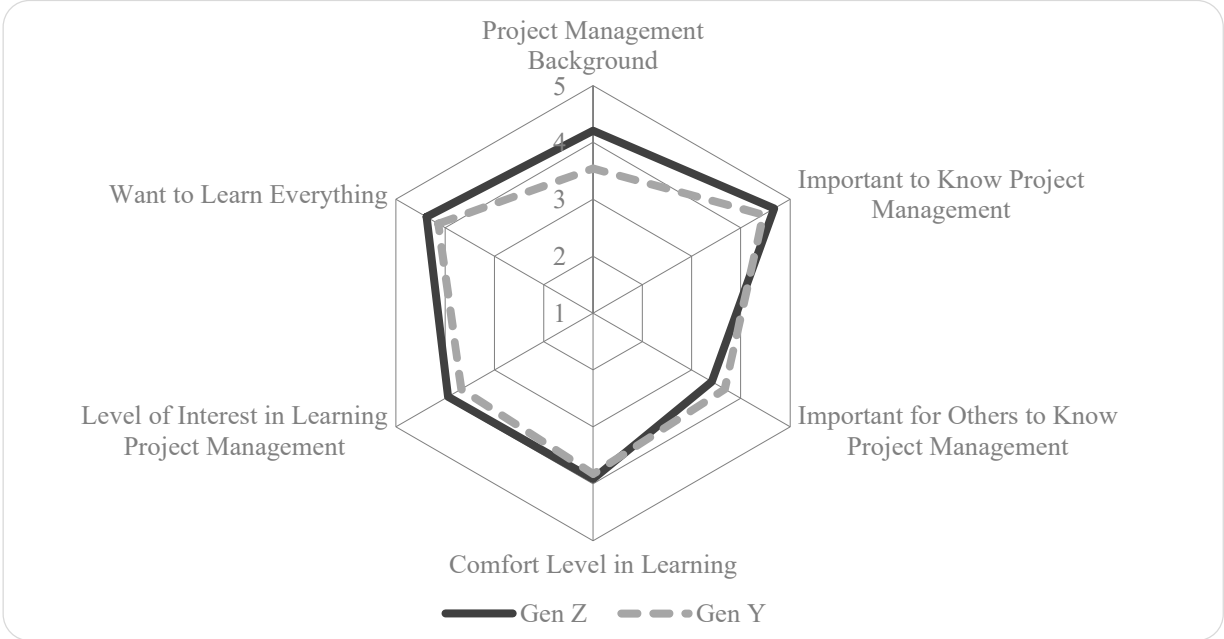 Project Management
Background
5
4
3
2
1
Important to Know Project
Management
Important for Others to Know
Project Management
Comfort Level in Learning
Level of Interest in Learning
Project Management
Want to Learn Everything
Gen Z
Gen Y